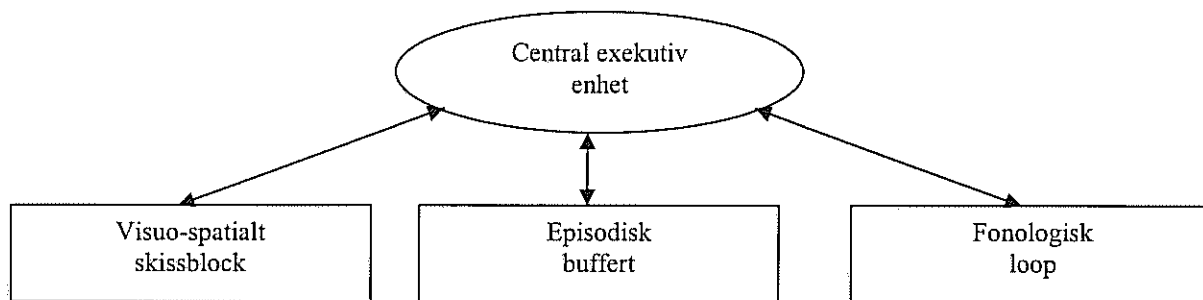 Central exekutiv
enhet
Visuo-spatialt
skissblock
Episodisk
buffert
Fonologisk
loop